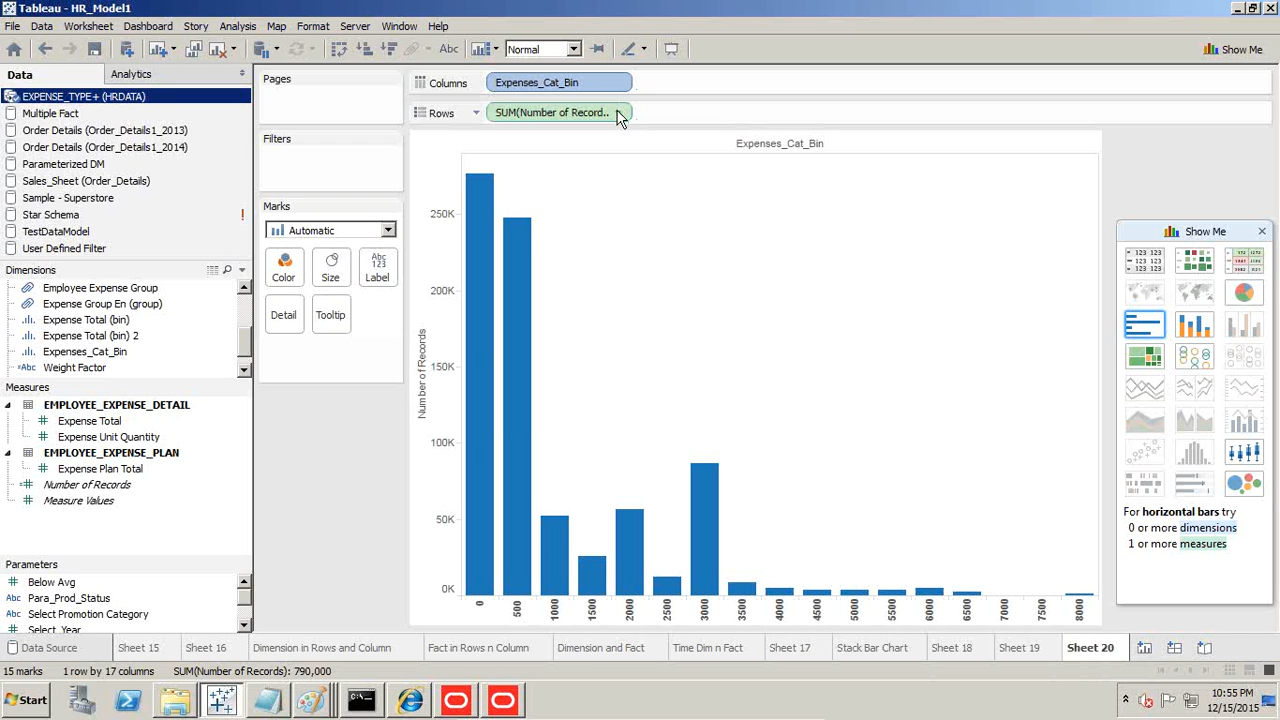 Tableau - HR_Model1
File Data Worksheet Dashboard Story Analysis Map Format Server Window Help
Abc Normal Show Me
Data Analytics
EXPENSE_TYPE+ (HRDATA)
Multiple Fact
Order Details (Order_Details1_2013)
Order Details (Order_Details1_2014)
Parameterized DM
Sales_Sheet (Order_Details)
Sample - Superstore
Star Schema !
TestDataModel
User Defined Filter
Dimensions
Employee Expense Group
Expense Group En (group)
Expense Total (bin)
Expense Total (bin) 2
Expenses_Cat_Bin
Abc Weight Factor
Measures
EMPLOYEE_EXPENSE_DETAIL
Expense Total
Expense Unit Quantity
EMPLOYEE_EXPENSE_PLAN
Expense Plan Total
Number of Records
Measure Values
Parameters
Below Avg
Abc Para_Prod_Status
Abc Select Promotion Category
Select_Year
Pages
Filters
Marks
Automatic
Color Size Abc 123 Label
Detail Tooltip
Columns Expenses_Cat_Bin
Rows SUM(Number of Record..
Expenses_Cat_Bin
Number of Records
250K
200K
150K
100K
50K
0K
0 500 1000 1500 2000 2500 3000 3500 4000 4500 5000 5500 6000 6500 7000 7500 8000
Show Me
For horizontal bars try
0 or more dimensions
1 or more measures
Data Source Sheet 15 Sheet 16 Dimension in Rows and Column Fact in Rows n Column Dimension and Fact Time Dim n Fact Sheet 17 Stack Bar Chart Sheet 18 Sheet 19 Sheet 20
15 marks 1 row by 17 columns SUM(Number of Records): 790,000
Start
10:55 PM
12/15/2015